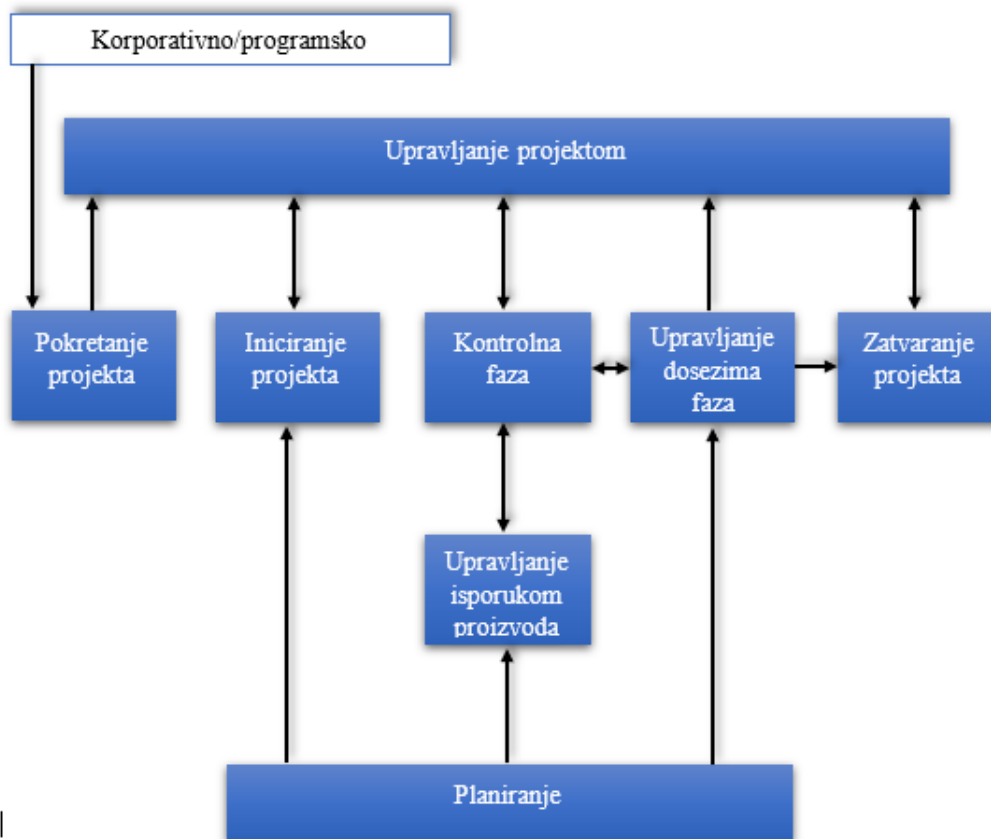 Korporativno/programsko
Upravljanje projektom
Pokretanje
projekta
Iniciranje
projekta
Kontrolna
faza
Upravljanje
dosezima
faza
Zatvaranje
projekta
Upravljanje
isporukom
proizvoda
Planiranje